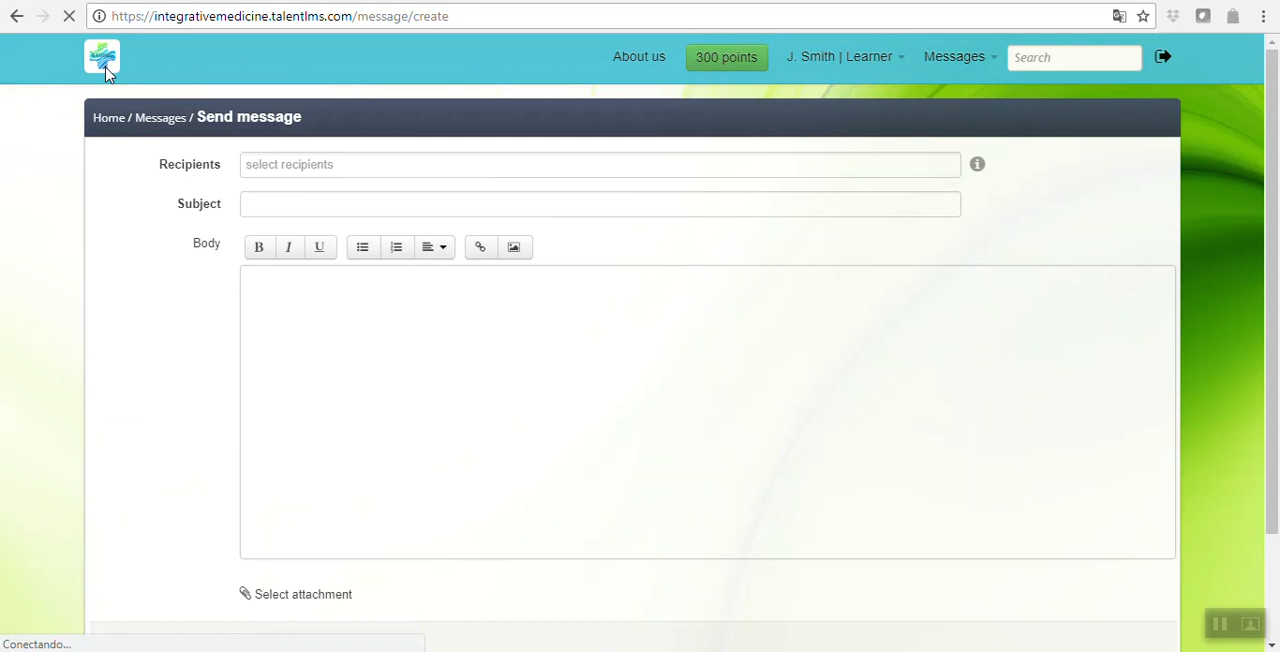 https://integrativemedicine.talentlms.com/message/create
About us
300 points
J. Smith | Learner
Messages
Search
Home / Messages / Send message
Recipients
select recipients
Subject
Body
B I U
Select attachment
Conectando...